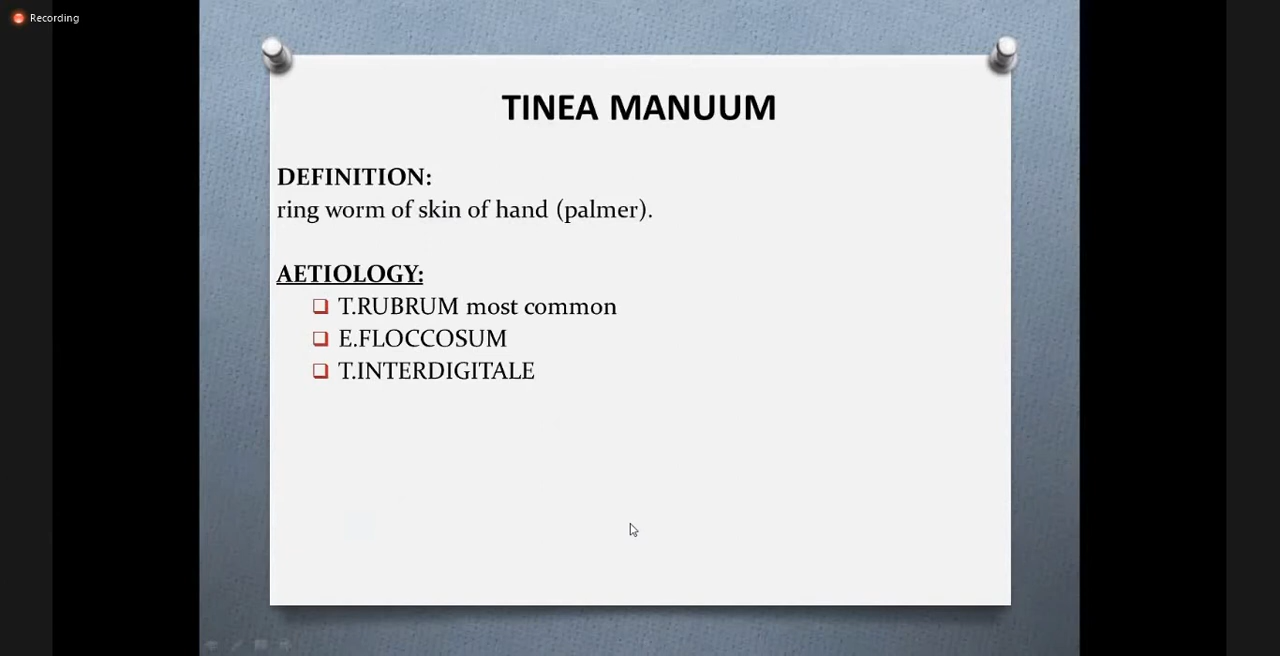 Recording
TINEA MANUUM
DEFINITION:
ring worm of skin of hand (palmer).
AETIOLOGY:
T.RUBRUM most common
E.FLOCCOSUM
T.INTERDIGITALE